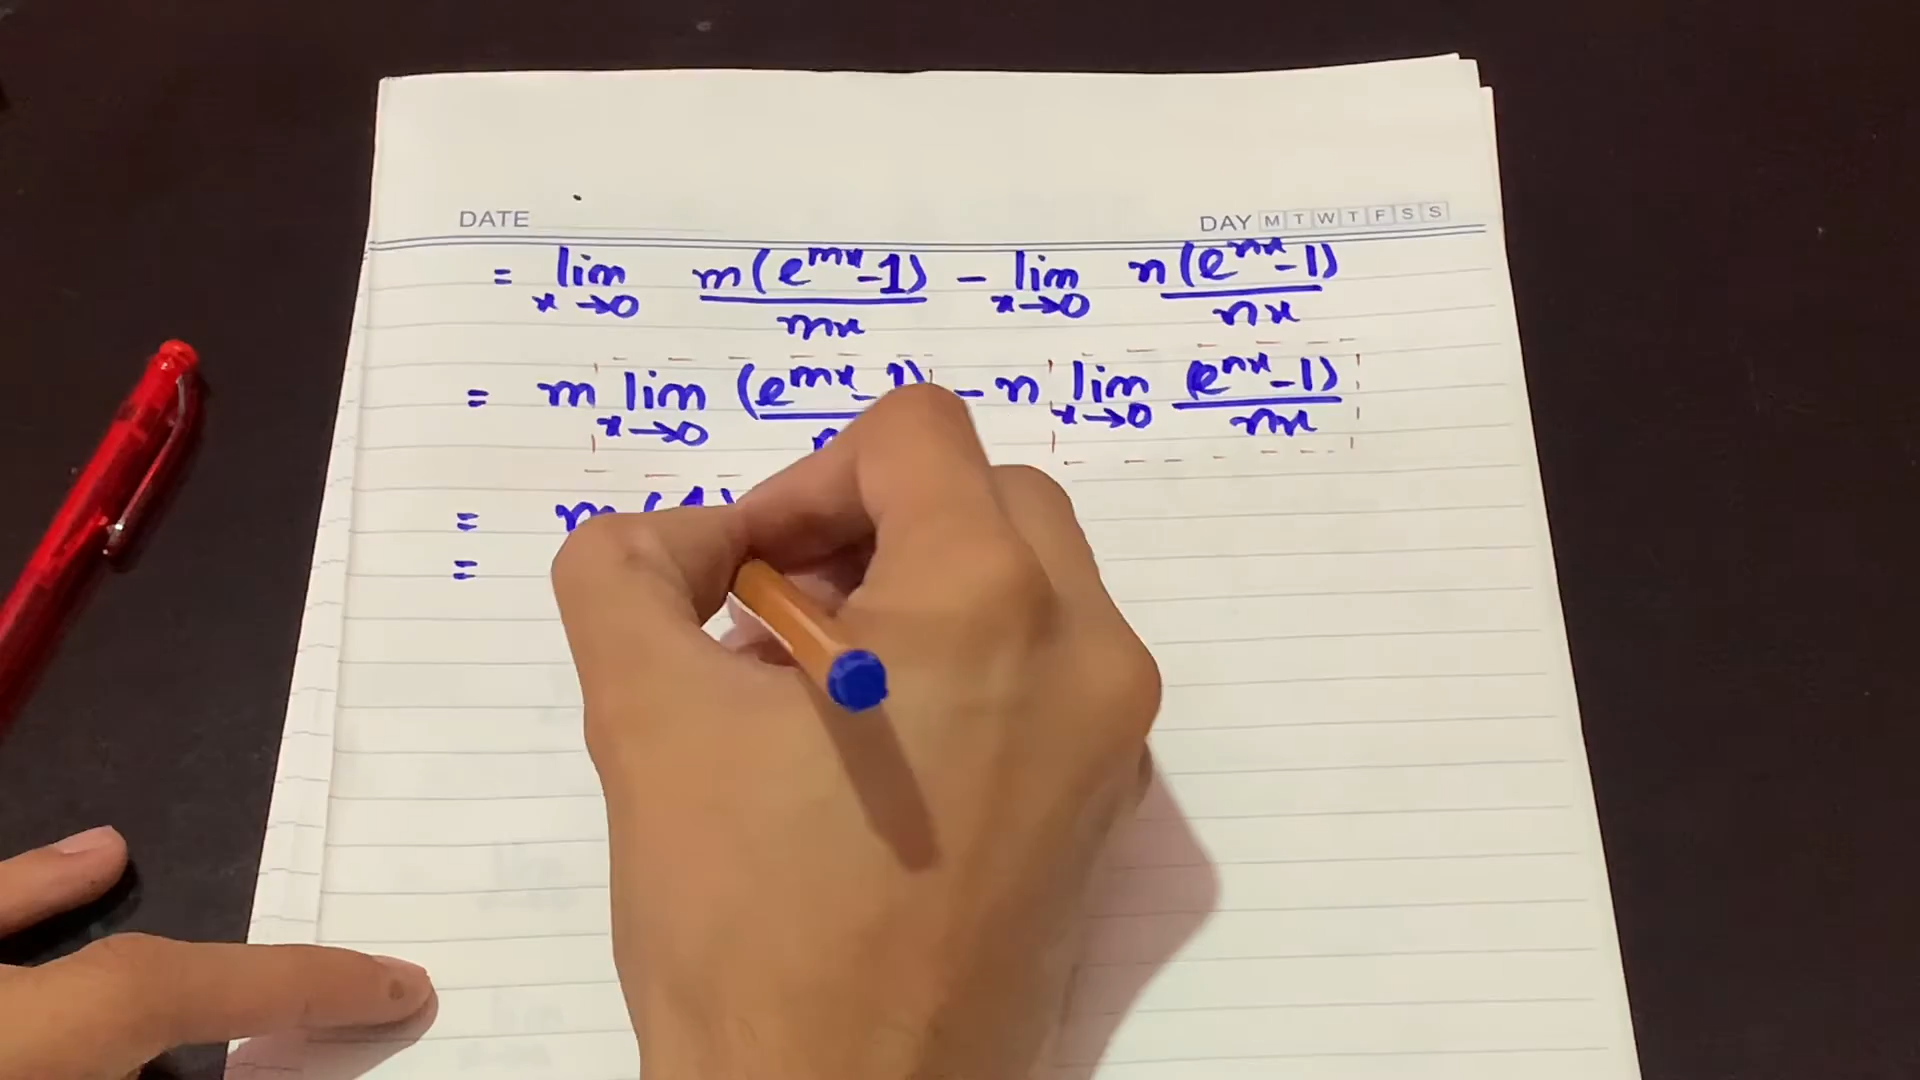 DATE DAY M T W T F S S
= lim m(e^mx-1) - lim n(e^nx-1)
x→0 mx x→0 nx
= m lim (e^mx-1) - n lim (e^nx-1)
x→0 x→0 nx
= m(1)
=